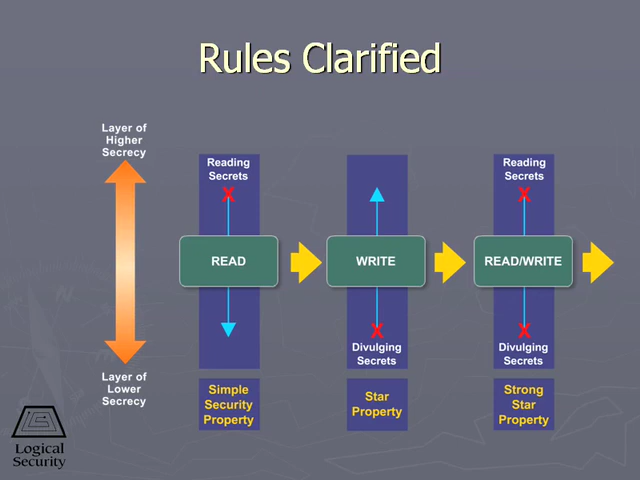 Rules Clarified
Layer of
Higher
Secrecy
Reading
Secrets
X
Reading
Secrets
X
READ
WRITE
READ/WRITE
X
Divulging
Secrets
X
Divulging
Secrets
Layer of
Lower
Secrecy
Simple
Security
Property
Star
Property
Strong
Star
Property
Logical
Security